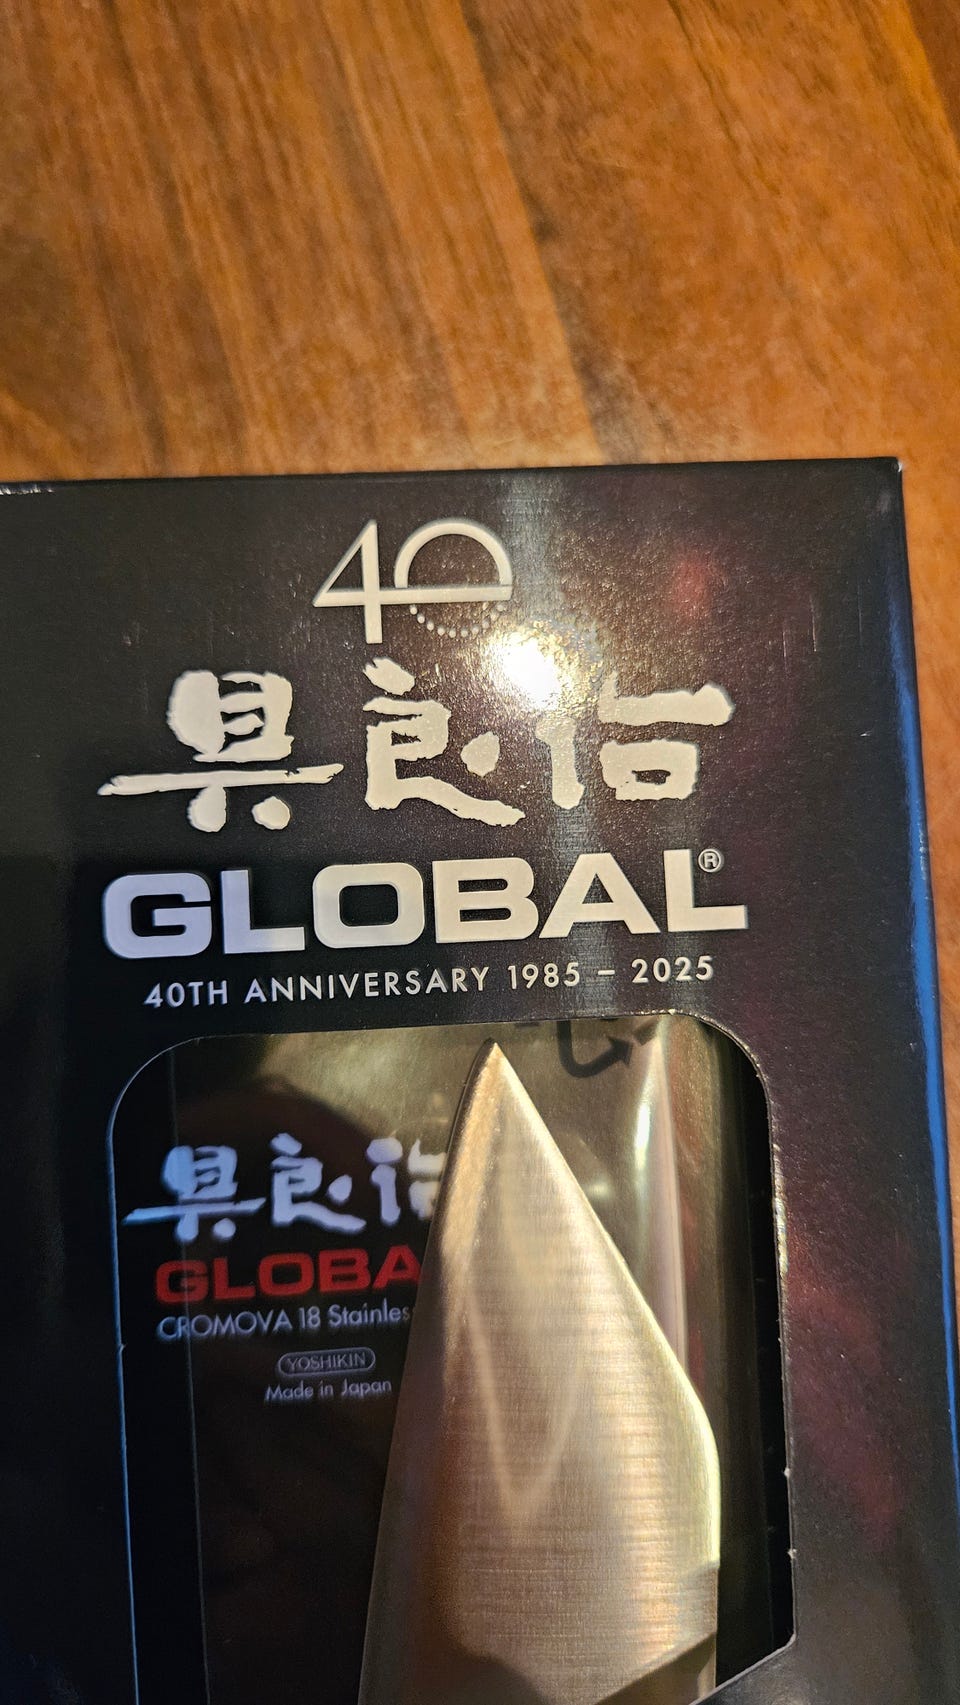 40
具良治
GLOBAL®
40TH ANNIVERSARY 1985 – 2025
具良治
GLOBA
CROMOVA 18 Stainles
YOSHIKIN
Made in Japan